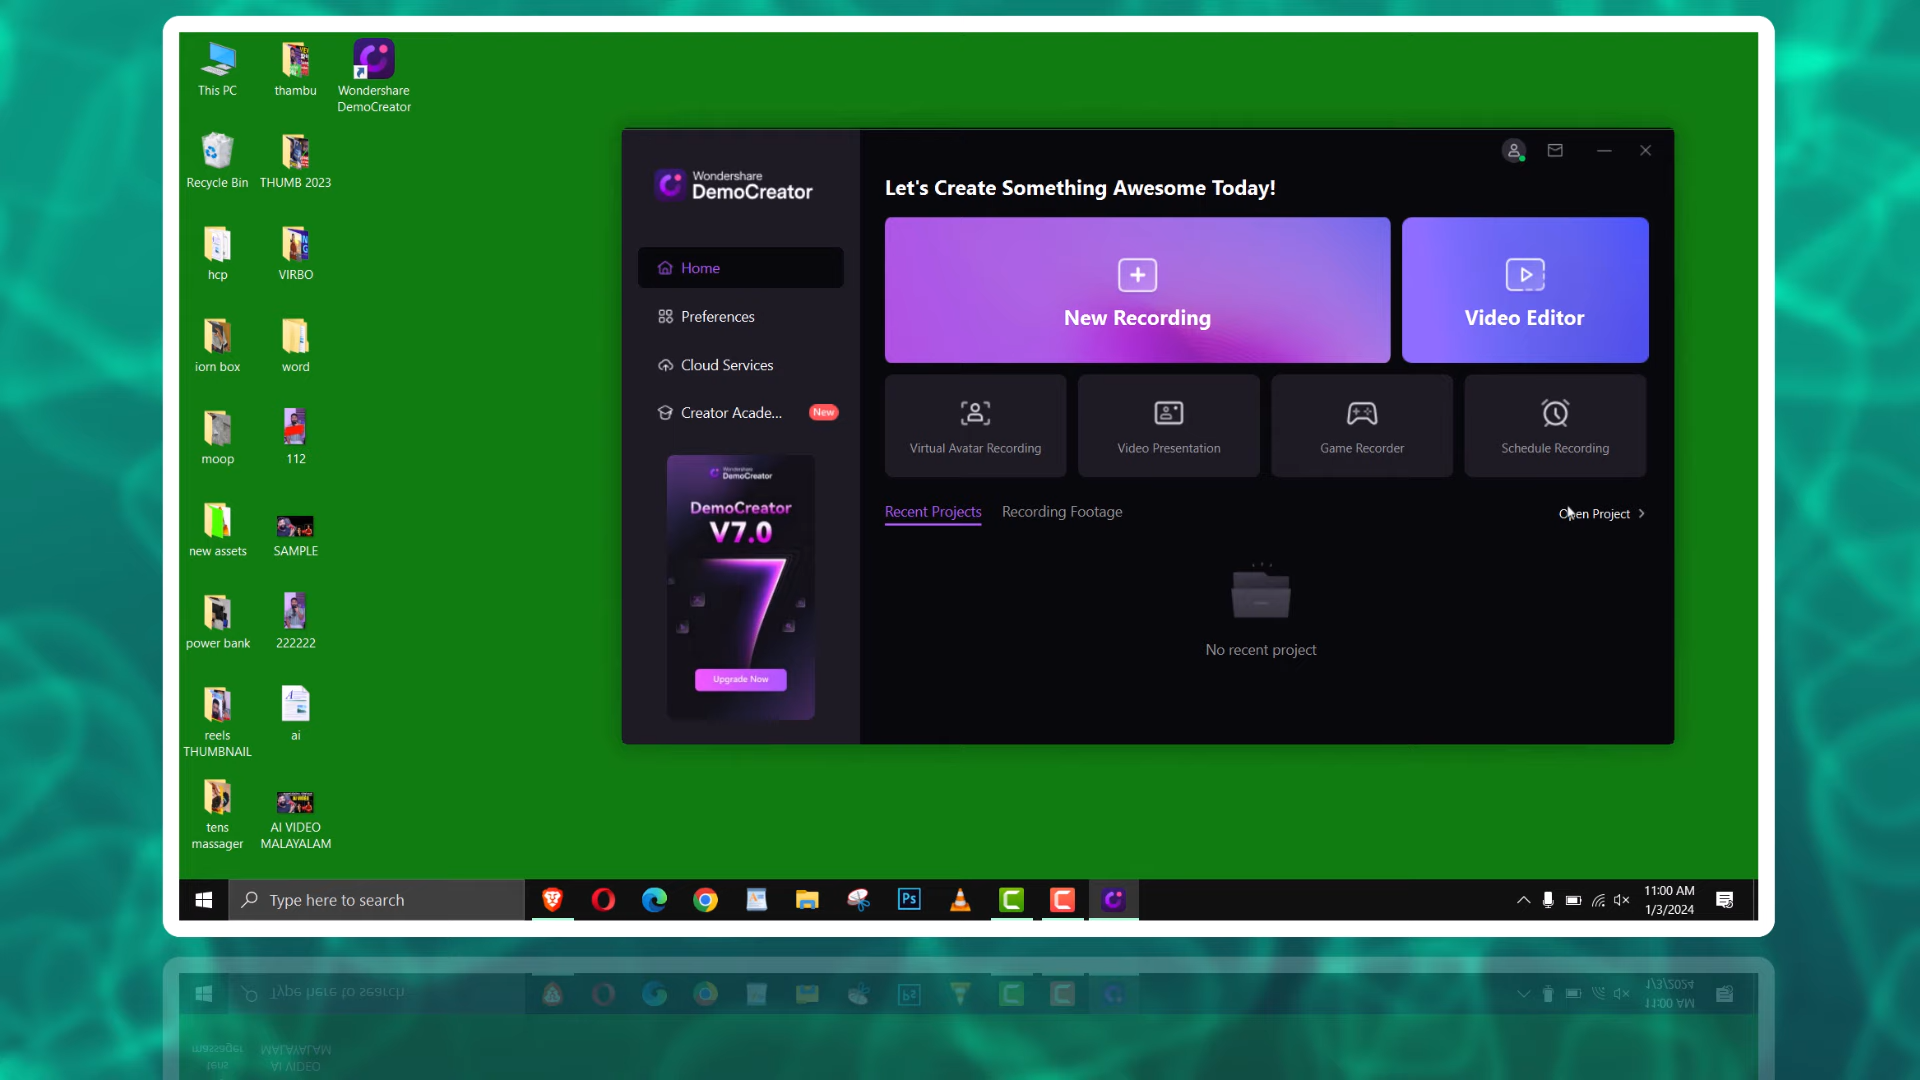 This PC
thambu
Wondershare
DemoCreator
Recycle Bin
THUMB 2023
hcp
VIRBO
iorn box
word
moop
112
new assets
SAMPLE
power bank
222222
reels
THUMBNAIL
ai
tens
massager
AI VIDEO
MALAYALAM
Wondershare
DemoCreator
Home
Preferences
Cloud Services
Creator Acade...
New
Wondershare
DemoCreator
DemoCreator
V7.0
Upgrade Now
Let's Create Something Awesome Today!
New Recording
Video Editor
Virtual Avatar Recording
Video Presentation
Game Recorder
Schedule Recording
Recent Projects
Recording Footage
Open Project
No recent project
Type here to search
Ps
11:00 AM
1/3/2024